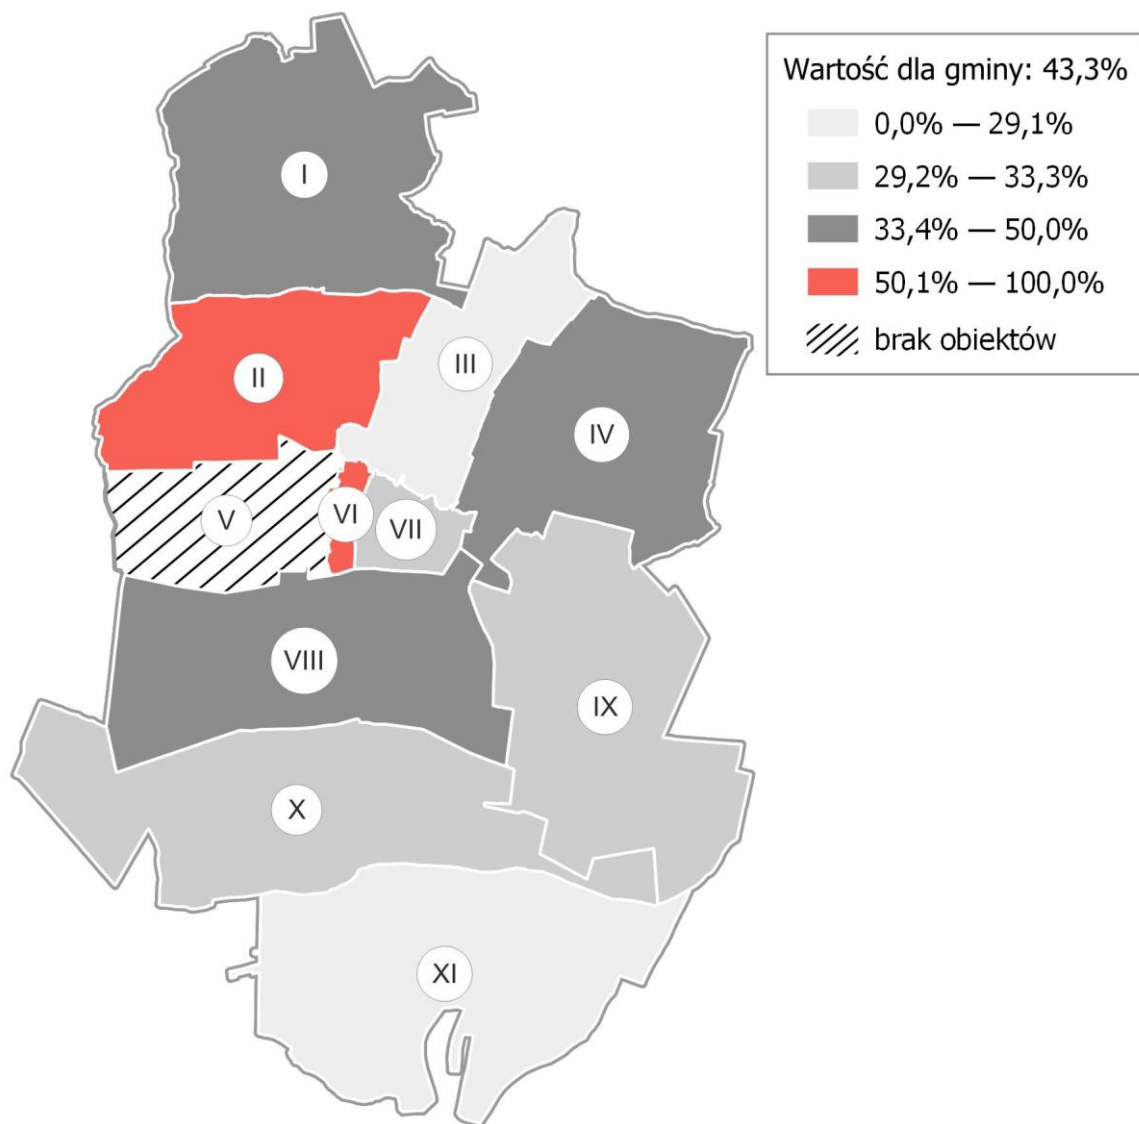 Wartość dla gminy: 43,3%
0,0% — 29,1%
29,2% — 33,3%
33,4% — 50,0%
50,1% — 100,0%
brak obiektów
I
II
III
IV
V
VI
VII
VIII
IX
X
XI